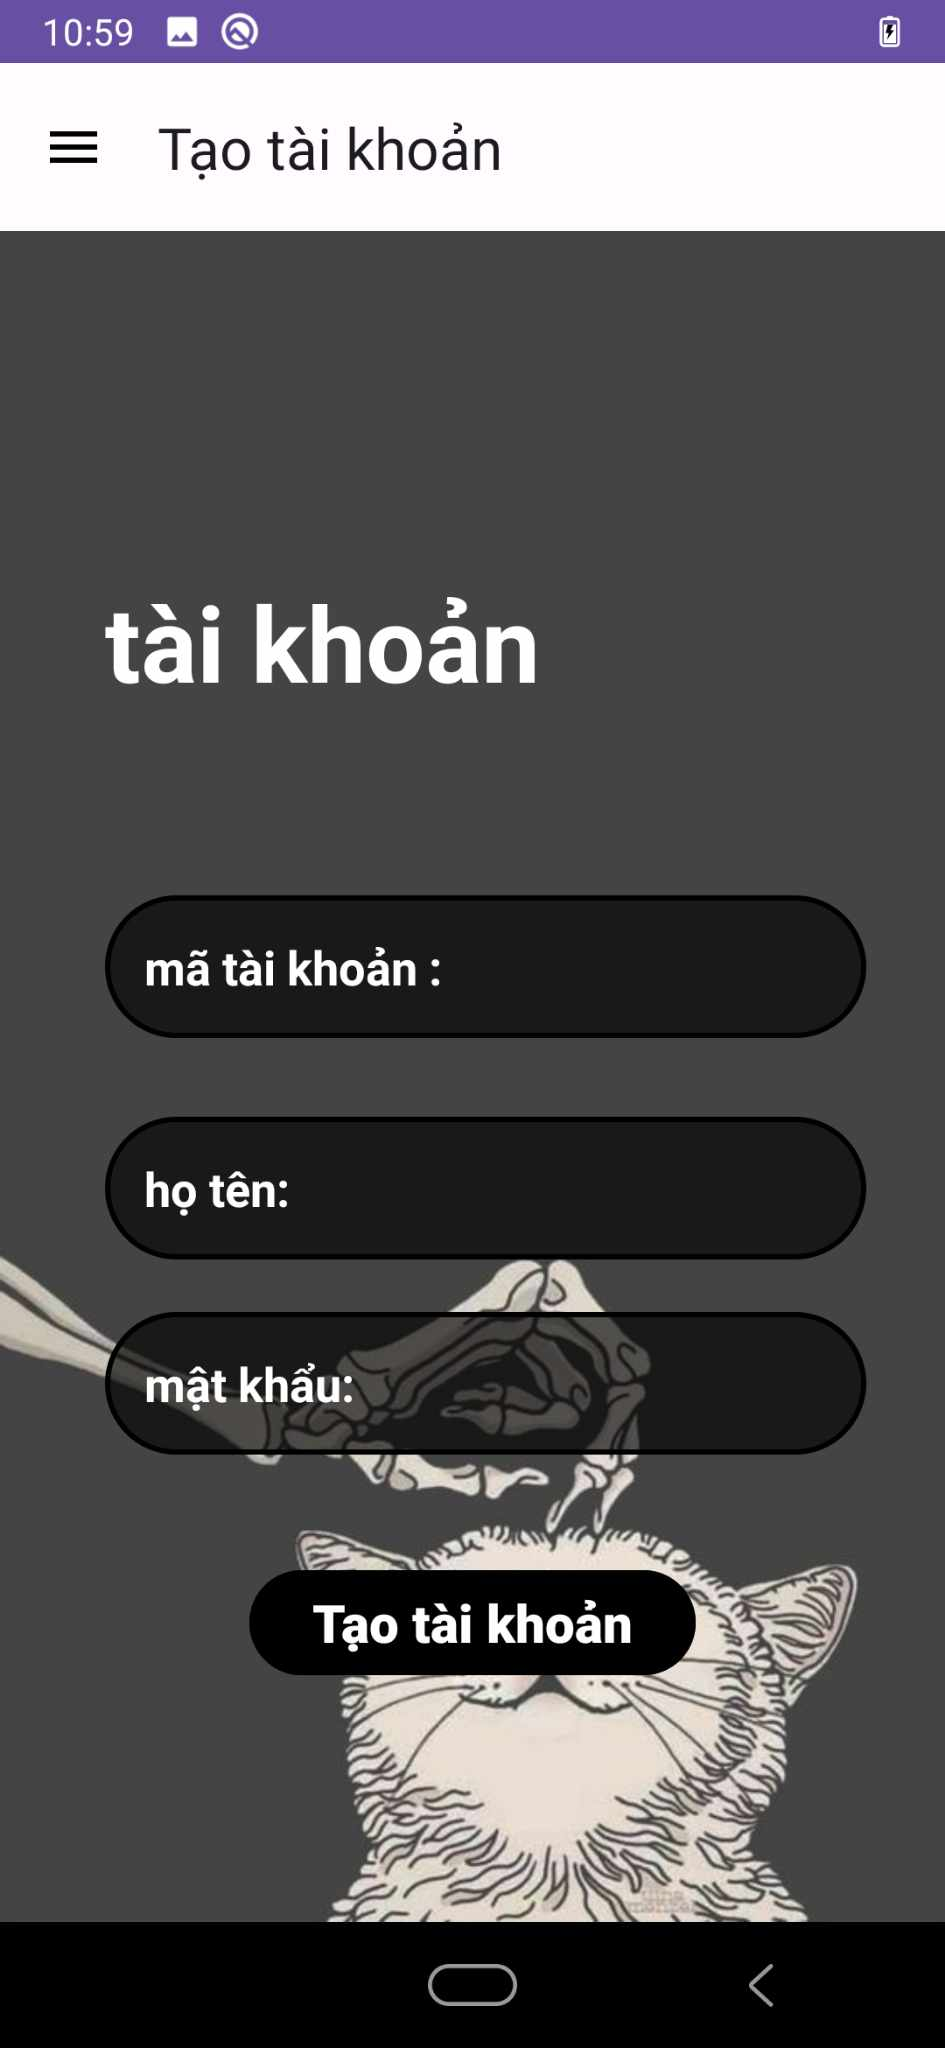 10:59
Tạo tài khoản
tài khoản
mã tài khoản :
họ tên:
mật khẩu:
Tạo tài khoản